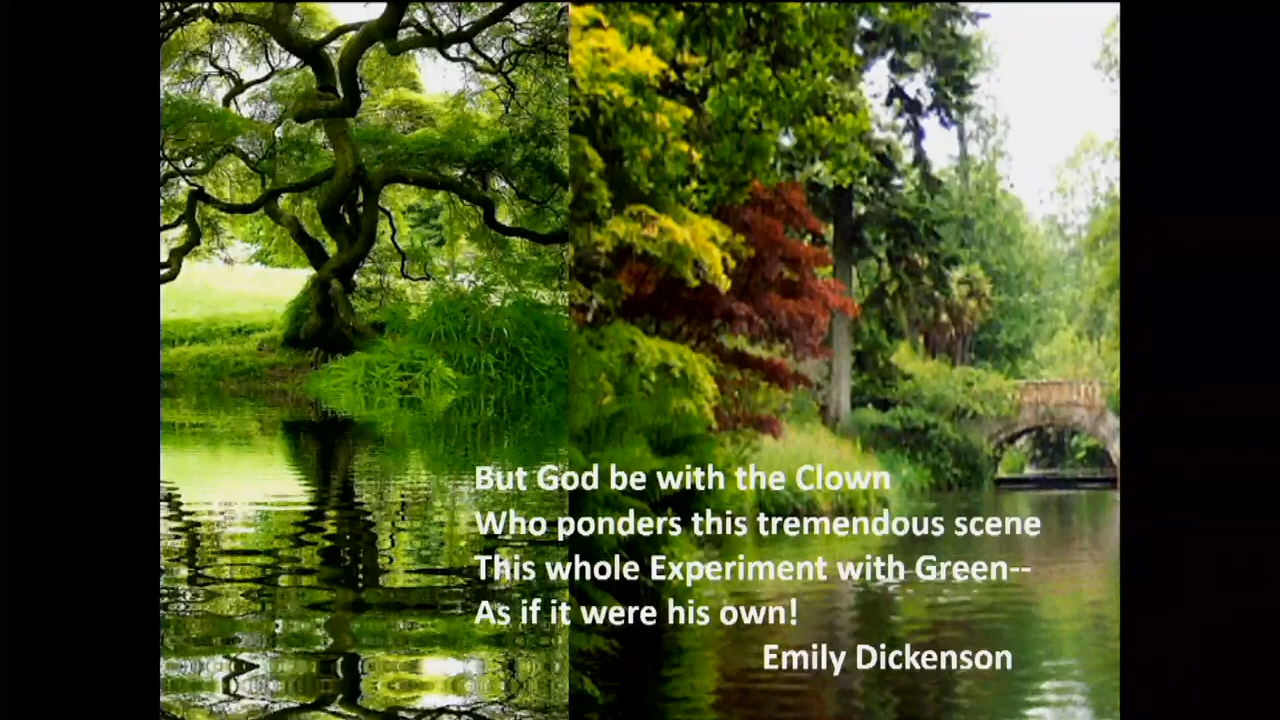 But God be with the Clown
Who ponders this tremendous scene
This whole Experiment with Green--
As if it were his own!
Emily Dickenson